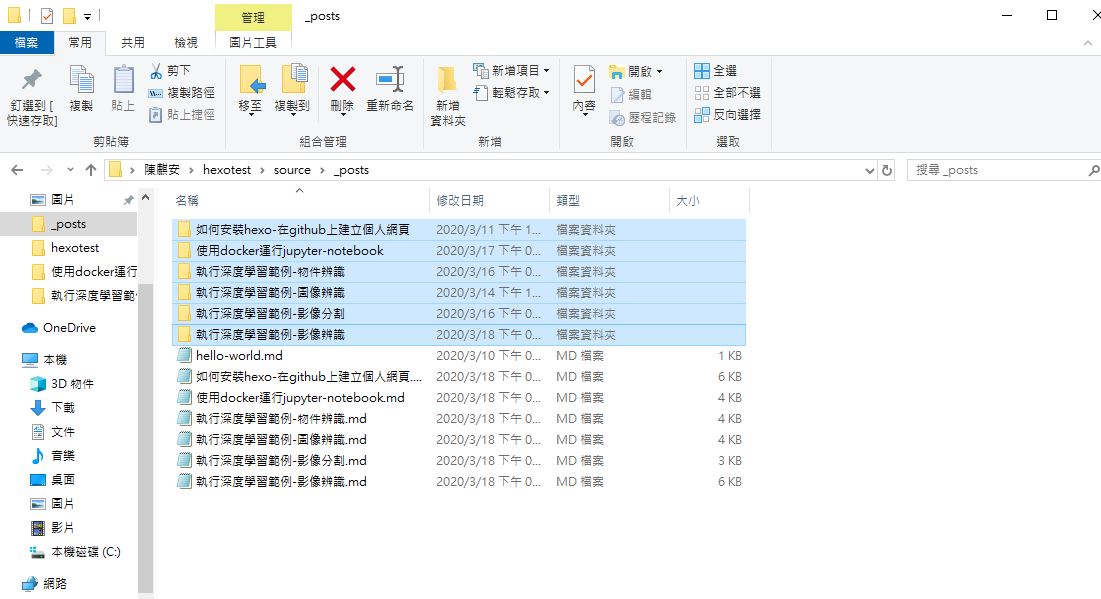 管理
_posts
檔案
常用
共用
檢視
圖片工具
釘選到 [
快速存取]
複製
貼上
剪下
複製路徑
貼上捷徑
剪貼簿
移至
複製到
刪除
重新命名
組合管理
新增
資料夾
新增項目
輕鬆存取
新增
內容
開啟
編輯
歷程記錄
開啟
全選
全部不選
反向選擇
選取
陳麒安 › hexotest › source › _posts
搜尋 _posts
圖片
_posts
hexotest
使用docker運行
執行深度學習範例
OneDrive
本機
3D 物件
下載
文件
音樂
桌面
圖片
影片
本機磁碟 (C:)
網路
名稱 修改日期 類型 大小
如何安裝hexo-在github上建立個人網頁 2020/3/11 下午 1... 檔案資料夾
使用docker運行jupyter-notebook 2020/3/17 下午 0... 檔案資料夾
執行深度學習範例-物件辨識 2020/3/16 下午 0... 檔案資料夾
執行深度學習範例-圖像辨識 2020/3/14 下午 1... 檔案資料夾
執行深度學習範例-影像分割 2020/3/16 下午 0... 檔案資料夾
執行深度學習範例-影像辨識 2020/3/18 下午 0... 檔案資料夾
hello-world.md 2020/3/10 下午 0... MD 檔案 1 KB
如何安裝hexo-在github上建立個人網頁.... 2020/3/18 下午 0... MD 檔案 6 KB
使用docker運行jupyter-notebook.md 2020/3/18 下午 0... MD 檔案 4 KB
執行深度學習範例-物件辨識.md 2020/3/18 下午 0... MD 檔案 4 KB
執行深度學習範例-圖像辨識.md 2020/3/18 下午 0... MD 檔案 4 KB
執行深度學習範例-影像分割.md 2020/3/18 下午 0... MD 檔案 3 KB
執行深度學習範例-影像辨識.md 2020/3/18 下午 0... MD 檔案 6 KB